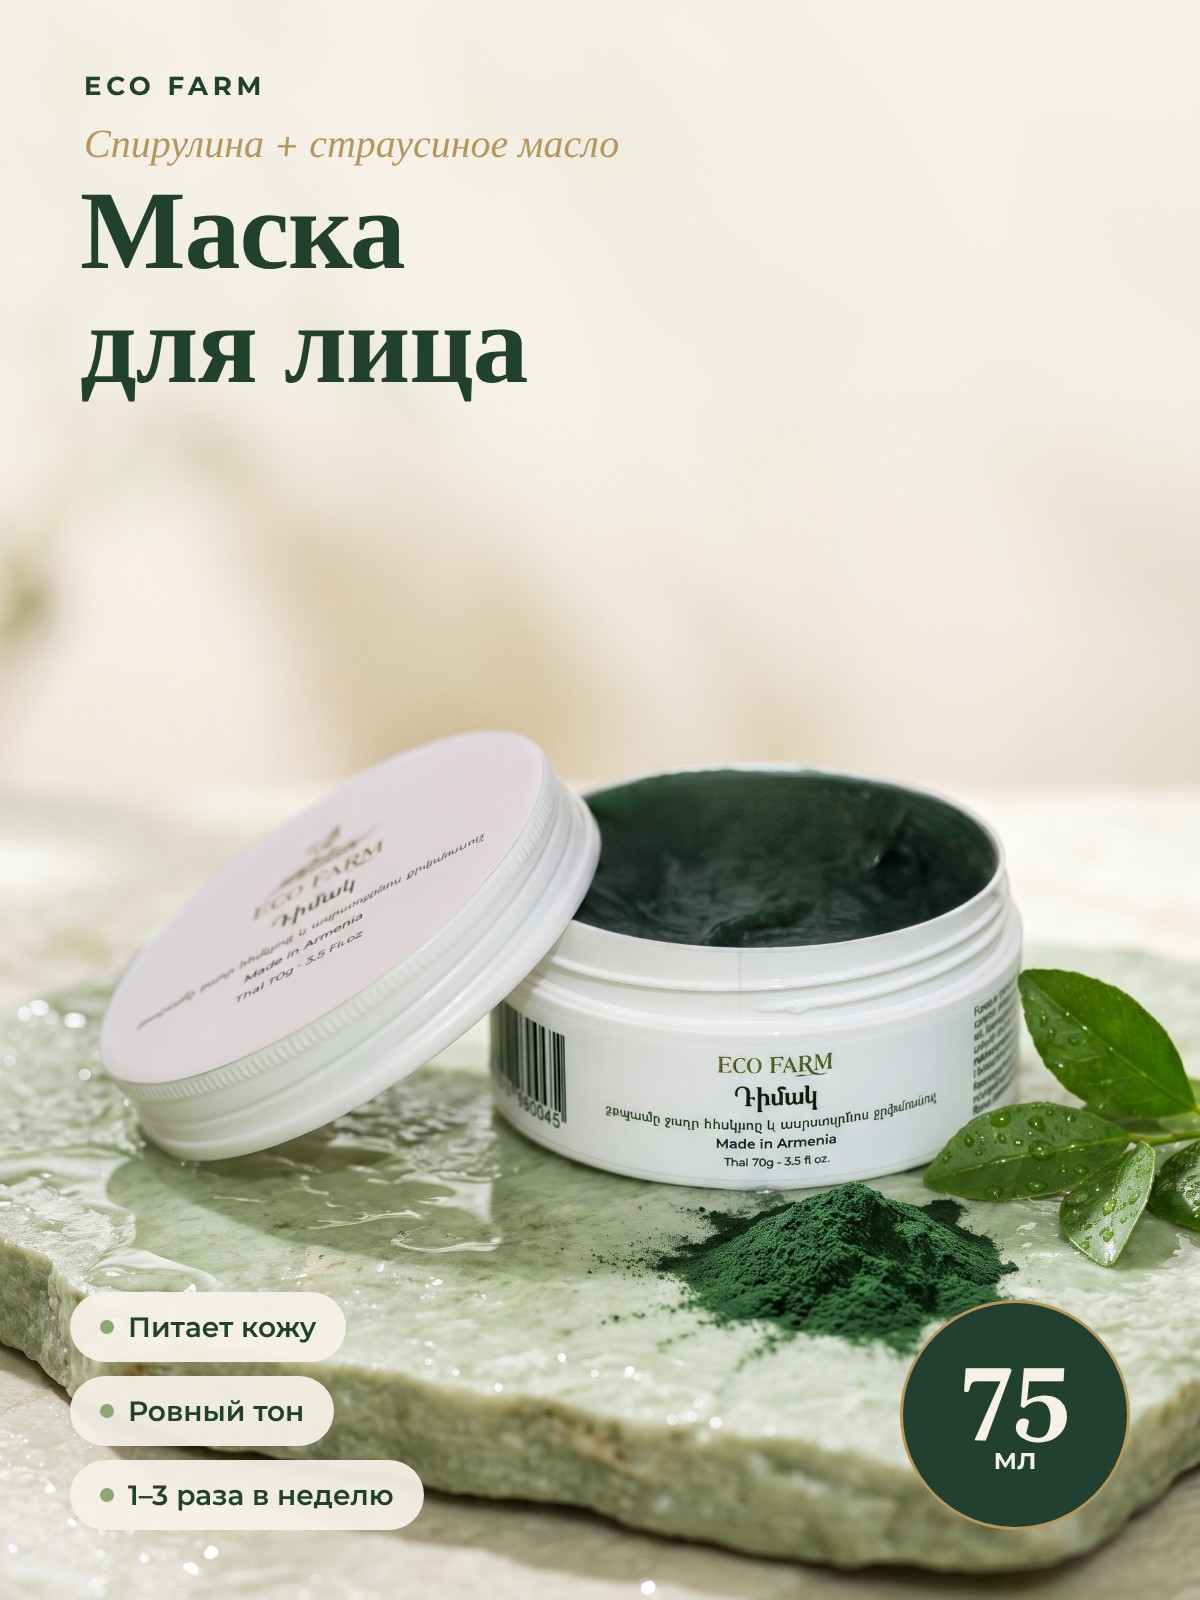 ECO FARM
Спирулина + страусиное масло
Маска
для лица
ECO FARM
Դիմակ
Made in Armenia
3.5 Fl.oz
80045
ECO FARM
Դիմակ
Made in Armenia
Thal 70g - 3.5 fl oz.
Питает кожу
Ровный тон
1–3 раза в неделю
75
мл